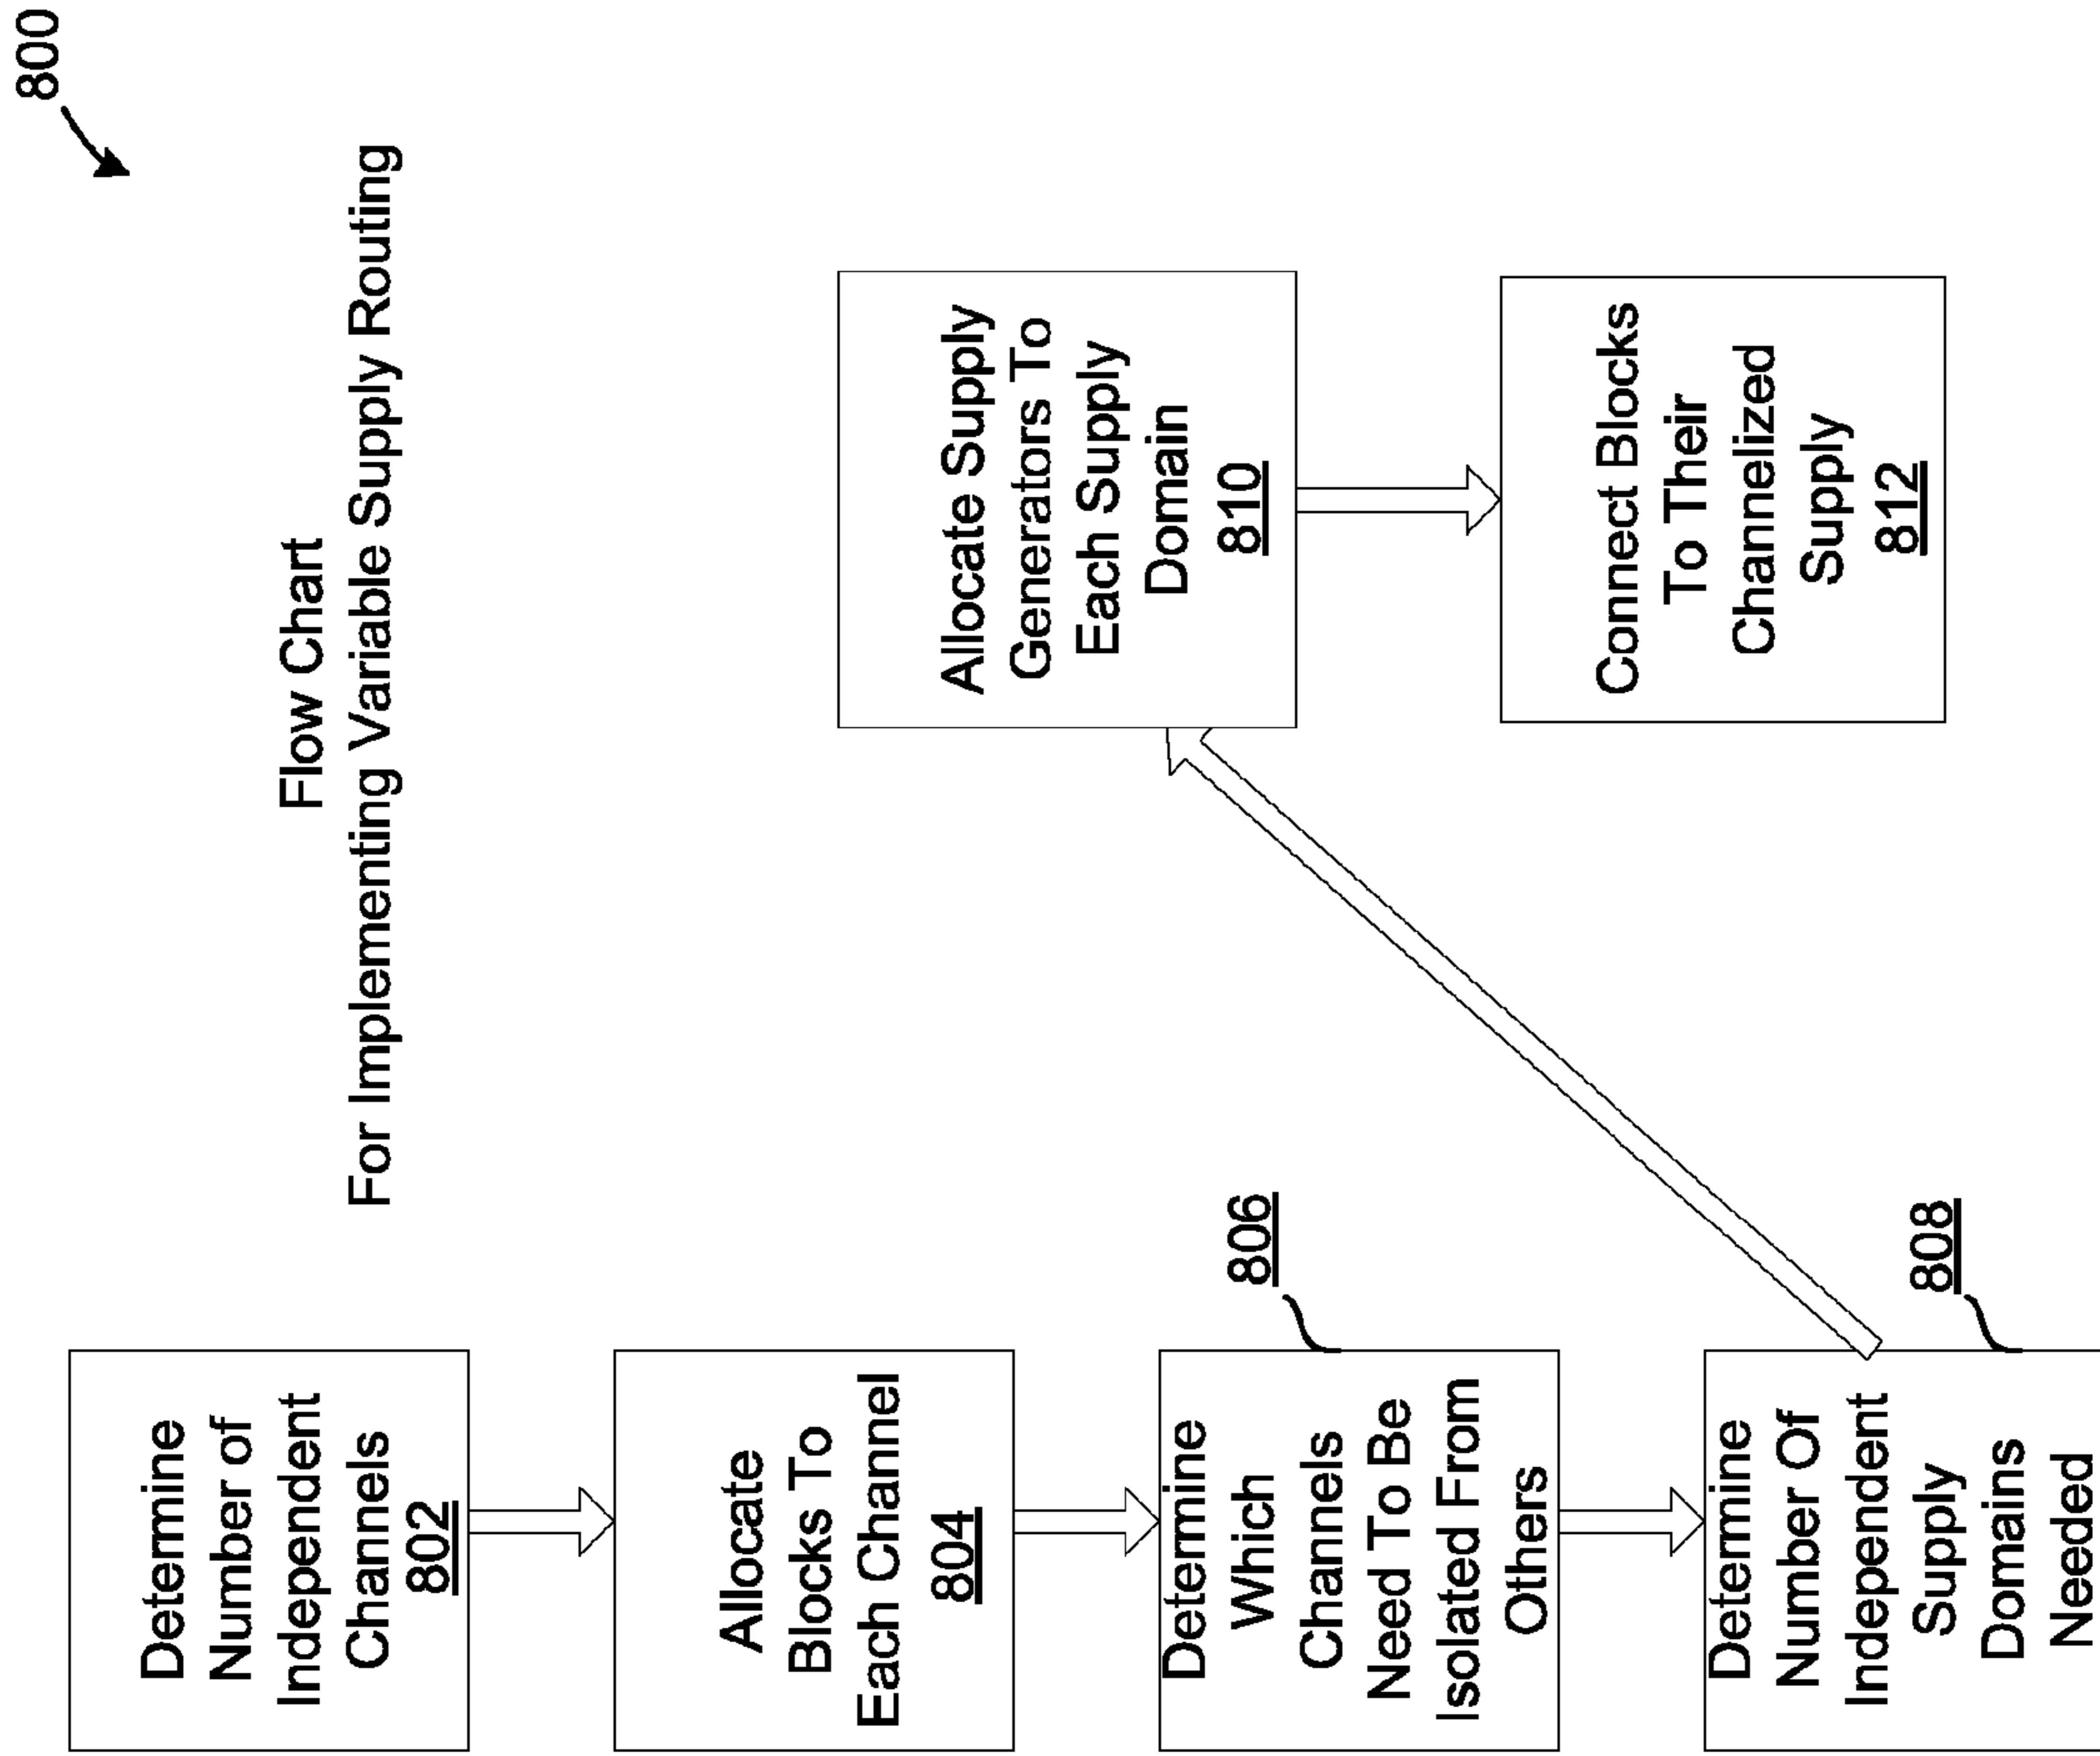 800
Flow Chart
For Implementing Variable Supply Routing
Determine
Number of
Independent
Channels
802
Allocate
Blocks To
Each Channel
804
806
Determine
Which
Channels
Need To Be
Isolated From
Others
808
Determine
Number Of
Independent
Supply
Domains
Needed
Allocate Supply
Generators To
Each Supply
Domain
810
Connect Blocks
To Their
Channelized
Supply
812